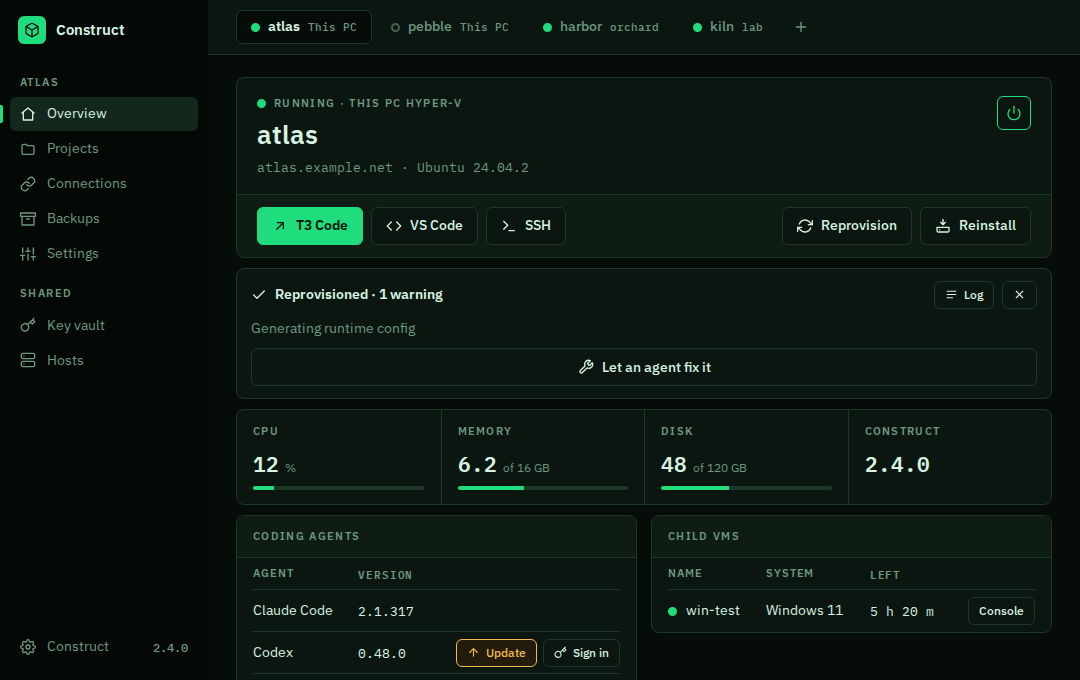 Construct
atlas This PC
pebble This PC
harbor orchard
kiln lab
ATLAS
Overview
Projects
Connections
Backups
Settings
SHARED
Key vault
Hosts
Construct 2.4.0
RUNNING · THIS PC HYPER-V
atlas
atlas.example.net · Ubuntu 24.04.2
T3 Code
VS Code
SSH
Reprovision
Reinstall
Reprovisioned · 1 warning
Log
Generating runtime config
Let an agent fix it
CPU
12 %
MEMORY
6.2 of 16 GB
DISK
48 of 120 GB
CONSTRUCT
2.4.0
CODING AGENTS
AGENT VERSION
Claude Code 2.1.317
Codex 0.48.0 Update Sign in
CHILD VMS
NAME SYSTEM LEFT
win-test Windows 11 5 h 20 m Console